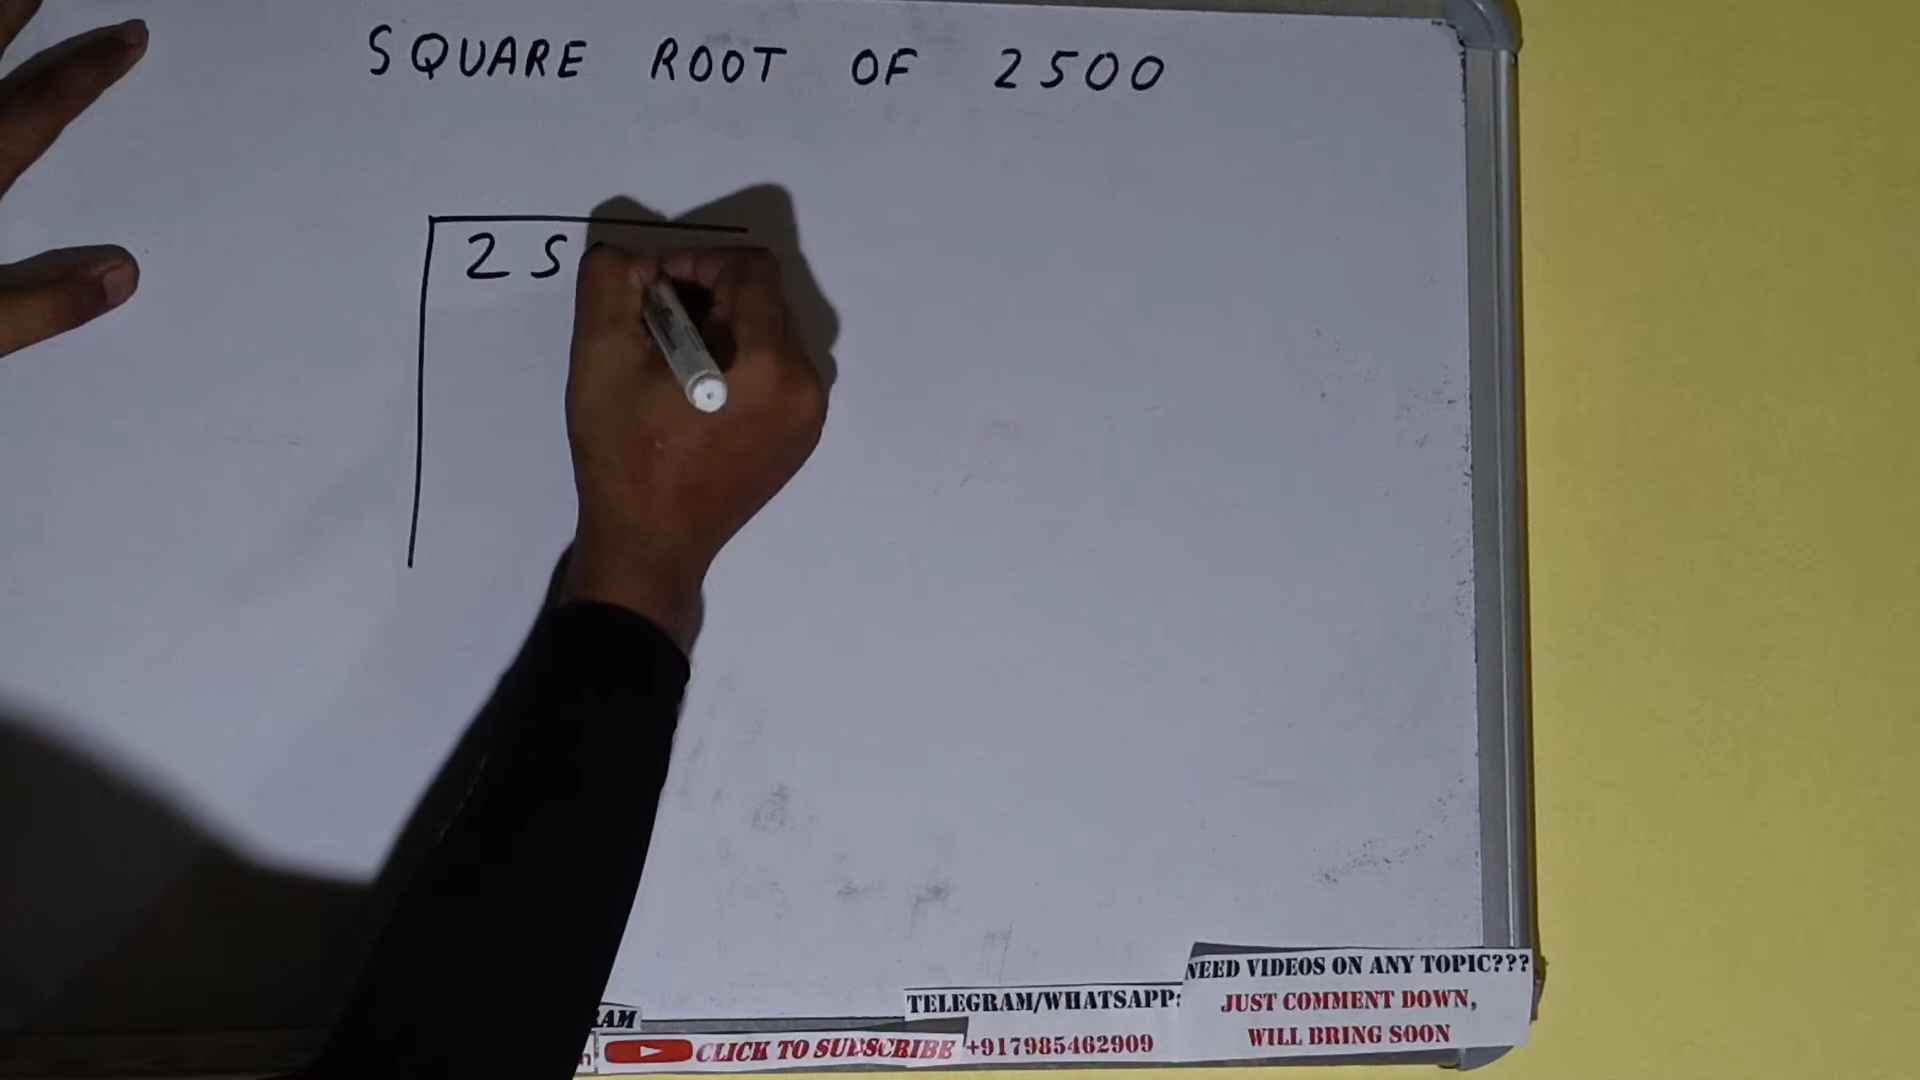 SQUARE ROOT OF 2500
25
NEED VIDEOS ON ANY TOPIC???
TELEGRAM/WHATSAPP: JUST COMMENT DOWN,
CLICK TO SUBSCRIBE +917985462909 WILL BRING SOON